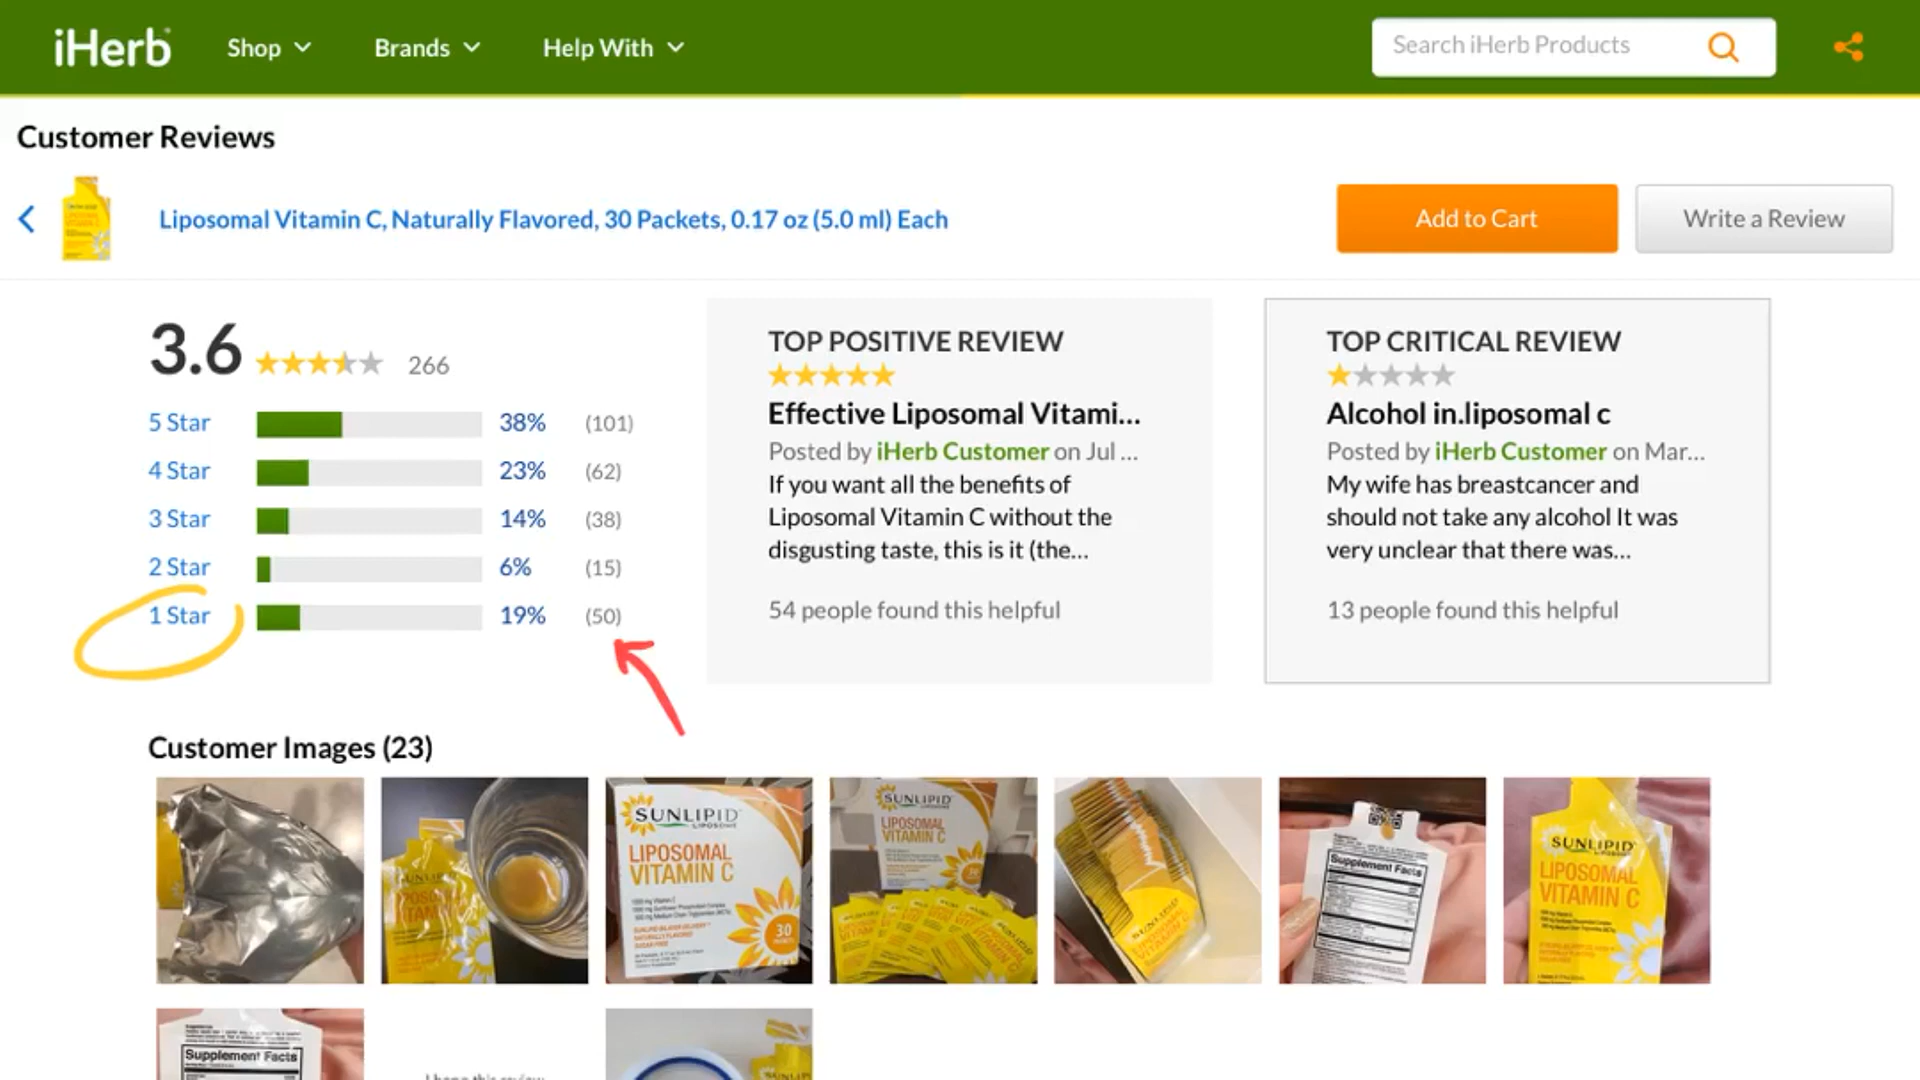 iHerb
Shop
Brands
Help With
Search iHerb Products
Customer Reviews
Liposomal Vitamin C, Naturally Flavored, 30 Packets, 0.17 oz (5.0 ml) Each
Add to Cart
Write a Review
3.6
266
5 Star 38% (101)
4 Star 23% (62)
3 Star 14% (38)
2 Star 6% (15)
1 Star 19% (50)
TOP POSITIVE REVIEW
Effective Liposomal Vitami...
Posted by iHerb Customer on Jul ...
If you want all the benefits of
Liposomal Vitamin C without the
disgusting taste, this is it (the...
54 people found this helpful
TOP CRITICAL REVIEW
Alcohol in.liposomal c
Posted by iHerb Customer on Mar...
My wife has breastcancer and
should not take any alcohol It was
very unclear that there was...
13 people found this helpful
Customer Images (23)
SUNLIPID
LIPOSOMAL
VITAMIN C
30
SUNLIPID
LIPOSOMAL
VITAMIN C
SUNLIPID
Supplement Facts
SUNLIPID
LIPOSOMAL
VITAMIN C
Supplement Facts